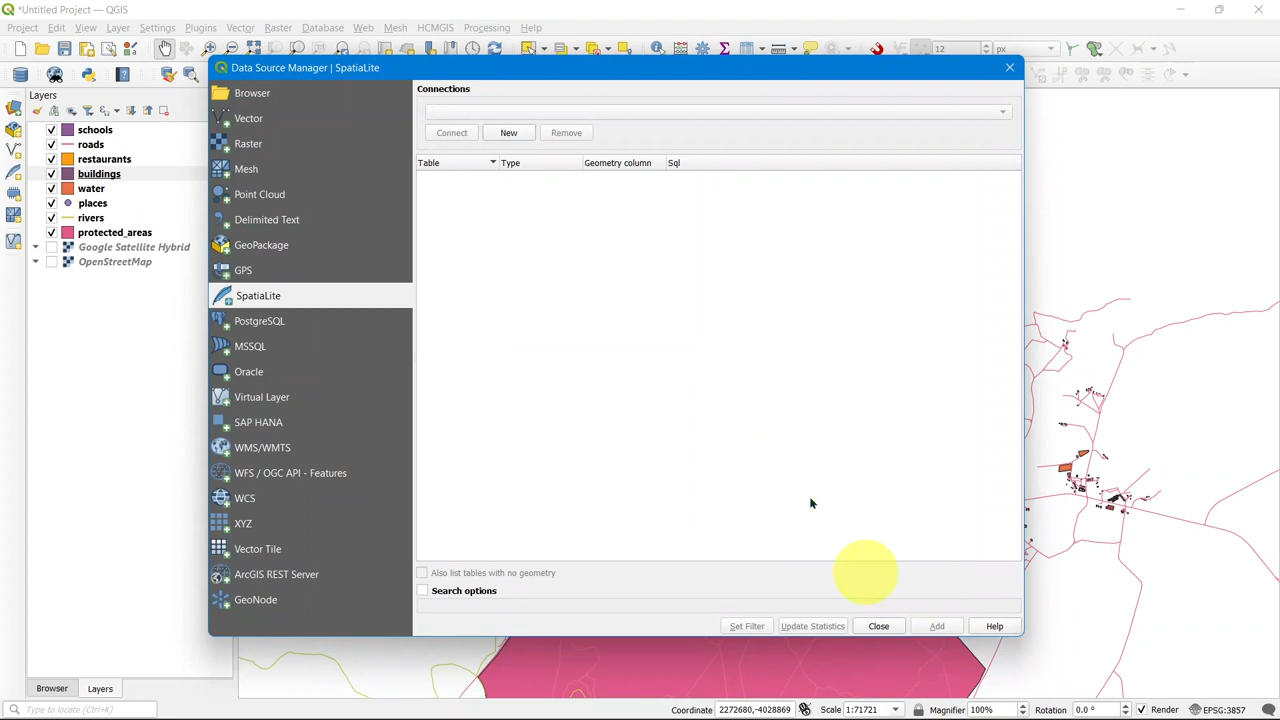 *Untitled Project — QGIS
Project Edit View Layer Settings Plugins Vector Raster Database Web Mesh HCMGIS Processing Help
12 px
Data Source Manager | SpatiaLite
Layers
schools
roads
restaurants
buildings
water
places
rivers
protected_areas
Google Satellite Hybrid
OpenStreetMap
Browser
Vector
Raster
Mesh
Point Cloud
Delimited Text
GeoPackage
GPS
SpatiaLite
PostgreSQL
MSSQL
Oracle
Virtual Layer
SAP HANA
WMS/WMTS
WFS / OGC API - Features
WCS
XYZ
Vector Tile
ArcGIS REST Server
GeoNode
Connections
Connect New Remove
Table Type Geometry column Sql
Also list tables with no geometry
Search options
Set Filter Update Statistics Close Add Help
Browser Layers
Type to locate (Ctrl+K)
Coordinate 2272680,-4028869 Scale 1:71721 Magnifier 100% Rotation 0.0 ° Render EPSG:3857